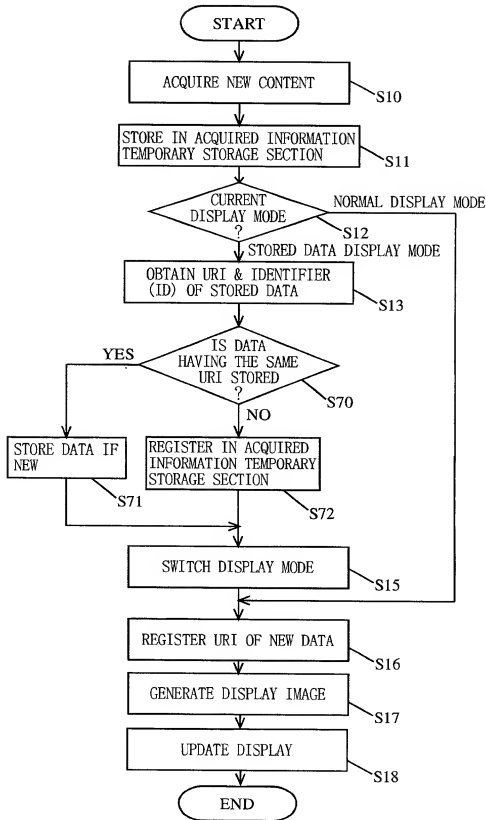 START
ACQUIRE NEW CONTENT
S10
STORE IN ACQUIRED INFORMATION
TEMPORARY STORAGE SECTION
S11
CURRENT
DISPLAY MODE
?
S12
NORMAL DISPLAY MODE
STORED DATA DISPLAY MODE
OBTAIN URI & IDENTIFIER
(ID) OF STORED DATA
S13
IS DATA
HAVING THE SAME
URI STORED
?
S70
YES
NO
STORE DATA IF
NEW
S71
REGISTER IN ACQUIRED
INFORMATION TEMPORARY
STORAGE SECTION
S72
SWITCH DISPLAY MODE
S15
REGISTER URI OF NEW DATA
S16
GENERATE DISPLAY IMAGE
S17
UPDATE DISPLAY
S18
END